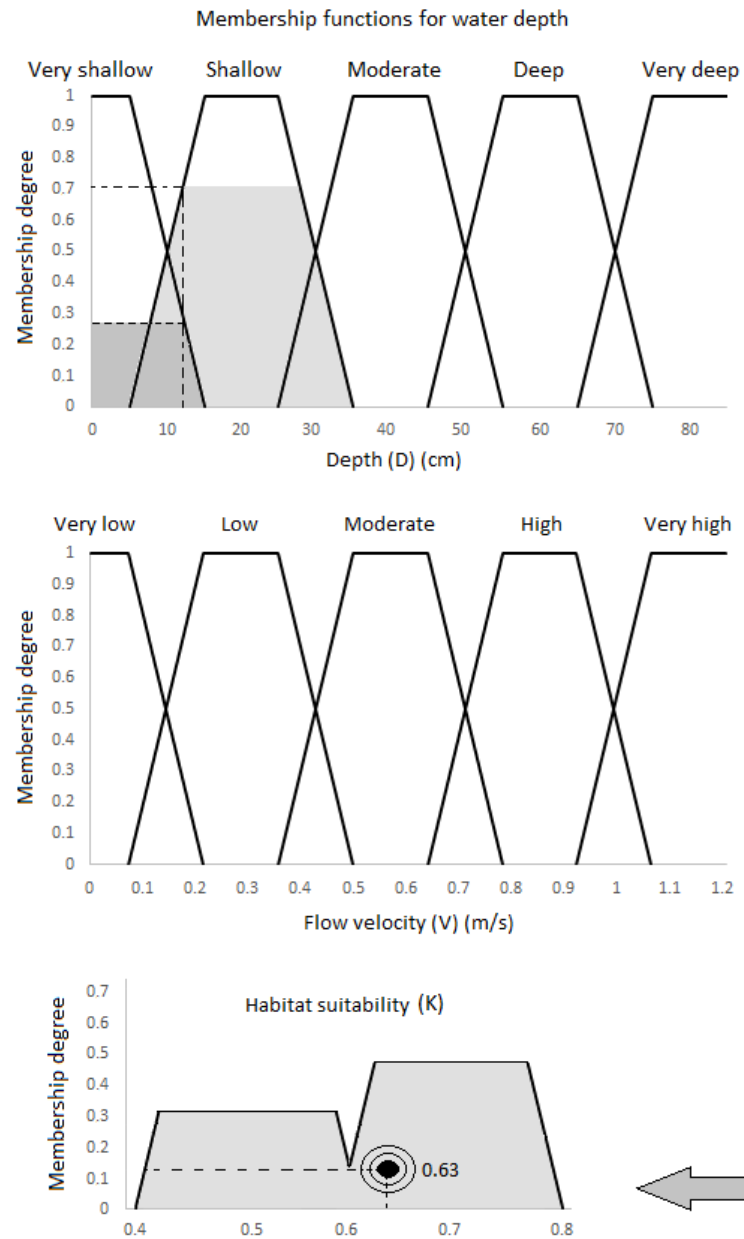 Membership functions for water depth
Very shallow Shallow Moderate Deep Very deep
1
0.9
0.8
0.7
0.6
0.5
0.4
0.3
0.2
0.1
0
Membership degree
0 10 20 30 40 50 60 70 80
Depth (D) (cm)
Very low Low Moderate High Very high
1
0.9
0.8
0.7
0.6
0.5
0.4
0.3
0.2
0.1
0
Membership degree
0 0.1 0.2 0.3 0.4 0.5 0.6 0.7 0.8 0.9 1 1.1 1.2
Flow velocity (V) (m/s)
Habitat suitability (K)
0.7
0.6
0.5
0.4
0.3
0.2
0.1
0
Membership degree
0.63
0.4 0.5 0.6 0.7 0.8